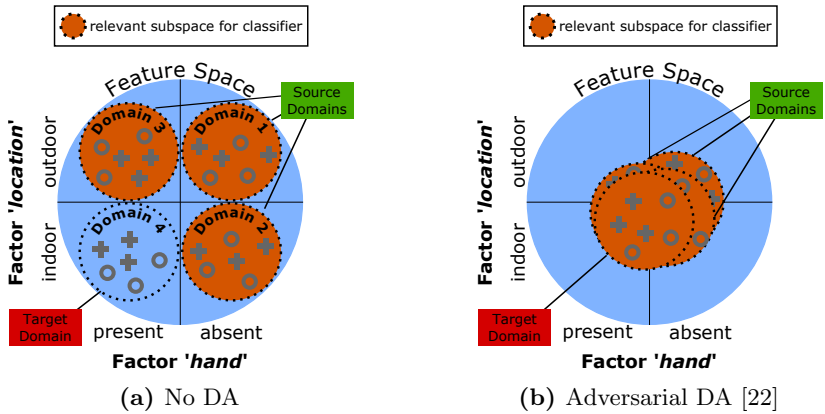 relevant subspace for classifier
Feature Space
Source
Domains
Domain 3
Domain 1
Domain 4
Domain 2
Factor 'location'
outdoor
indoor
Target
Domain
present
absent
Factor 'hand'
(a) No DA
relevant subspace for classifier
Feature Space
Source
Domains
Factor 'location'
outdoor
indoor
Target
Domain
present
absent
Factor 'hand'
(b) Adversarial DA [22]